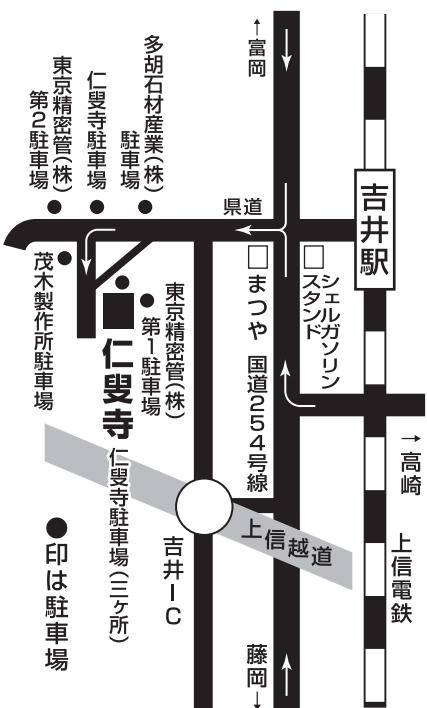 ←富岡
多胡石材産業(株)
駐車場
仁叟寺駐車場
東京精密管(株)
第2駐車場
県道
吉井駅
シェルガソリン
スタンド
まつや
国道254号線
東京精密管(株)
第1駐車場
仁叟寺
茂木製作所駐車場
仁叟寺駐車場(三ヶ所)
→高崎
上信越道
上信電鉄
吉井IC
●印は駐車場
藤岡→